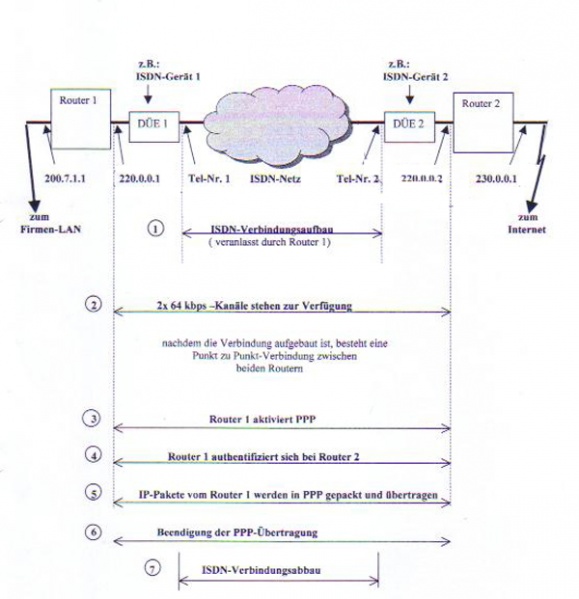 z.B.:
ISDN-Gerät 1
z.B.:
ISDN-Gerät 2
Router 1
DÜE 1
DÜE 2
Router 2
200.7.1.1
220.0.0.1
Tel-Nr. 1
ISDN-Netz
Tel-Nr. 2
220.0.0.2
230.0.0.1
zum
Firmen-LAN
zum
Internet
1
ISDN-Verbindungsaufbau
( veranlasst durch Router 1)
2
2x 64 kbps –Kanäle stehen zur Verfügung
nachdem die Verbindung aufgebaut ist, besteht eine
Punkt zu Punkt-Verbindung zwischen
beiden Routern
3
Router 1 aktiviert PPP
4
Router 1 authentifiziert sich bei Router 2
5
IP-Pakete vom Router 1 werden in PPP gepackt und übertragen
6
Beendigung der PPP-Übertragung
7
ISDN-Verbindungsabbau